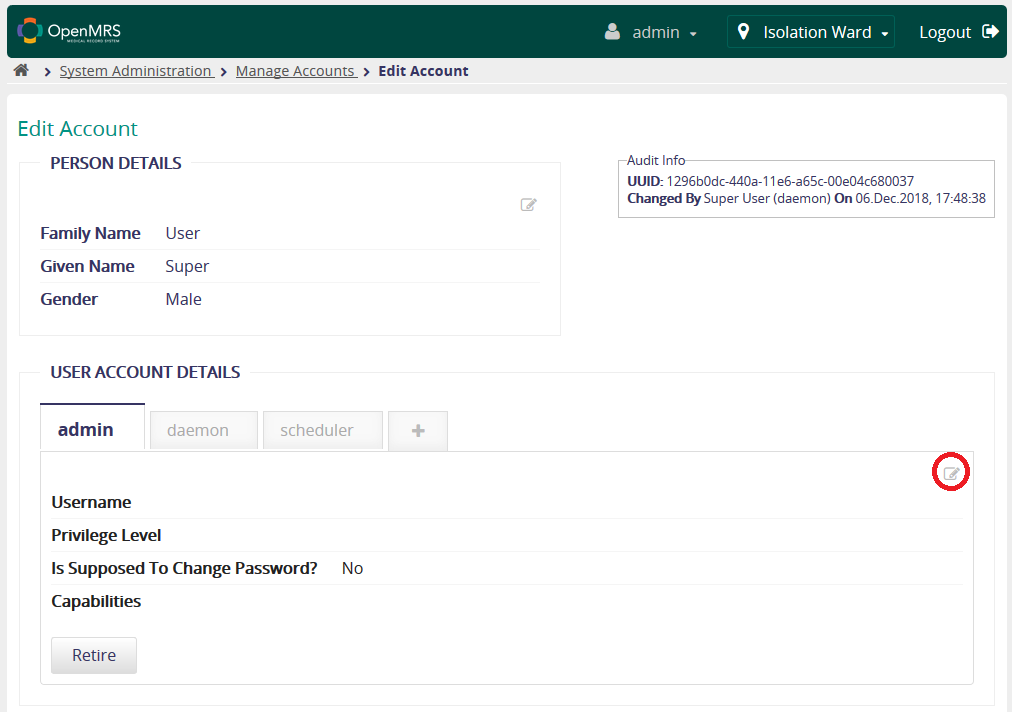 OpenMRS
MEDICAL RECORD SYSTEM
admin
Isolation Ward
Logout
System Administration > Manage Accounts > Edit Account
Edit Account
PERSON DETAILS
Family Name User
Given Name Super
Gender Male
Audit Info
UUID: 1296b0dc-440a-11e6-a65c-00e04c680037
Changed By Super User (daemon) On 06.Dec.2018, 17:48:38
USER ACCOUNT DETAILS
admin daemon scheduler +
Username
Privilege Level
Is Supposed To Change Password? No
Capabilities
Retire